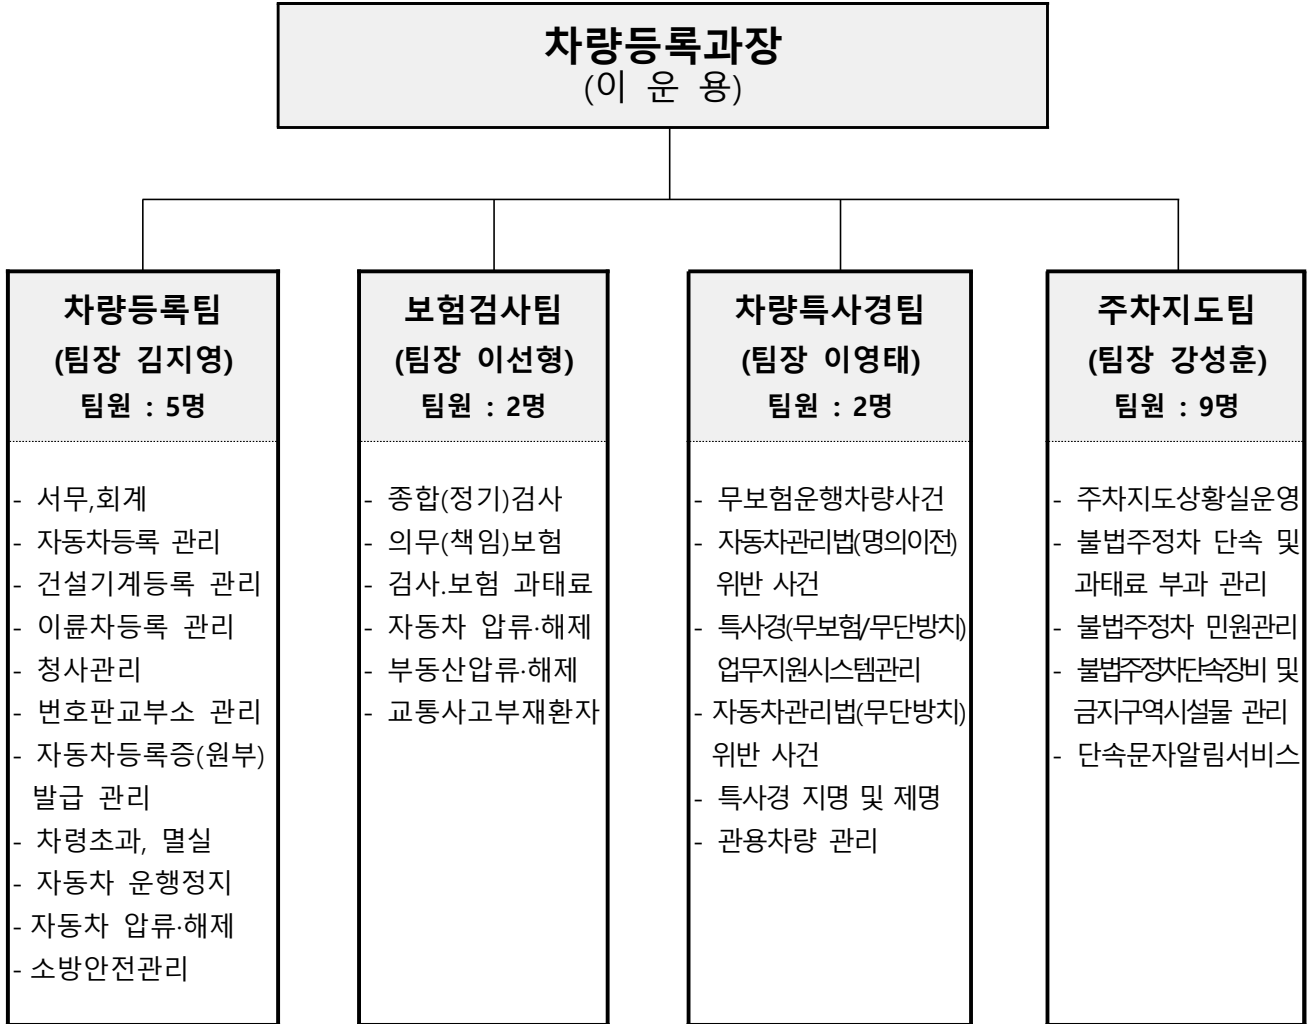 차량등록과장
(이 운 용)
차량등록팀
(팀장 김지영)
팀원 : 5명
- 서무,회계
- 자동차등록 관리
- 건설기계등록 관리
- 이륜차등록 관리
- 청사관리
- 번호판교부소 관리
- 자동차등록증(원부)
발급 관리
- 차령초과, 멸실
- 자동차 운행정지
- 자동차 압류·해제
- 소방안전관리
보험검사팀
(팀장 이선형)
팀원 : 2명
- 종합(정기)검사
- 의무(책임)보험
- 검사.보험 과태료
- 자동차 압류·해제
- 부동산압류·해제
- 교통사고부재환자
차량특사경팀
(팀장 이영태)
팀원 : 2명
- 무보험운행차량사건
- 자동차관리법(명의이전)
위반 사건
- 특사경(무보험/무단방치)
업무지원시스템관리
- 자동차관리법(무단방치)
위반 사건
- 특사경 지명 및 제명
- 관용차량 관리
주차지도팀
(팀장 강성훈)
팀원 : 9명
- 주차지도상황실운영
- 불법주정차 단속 및
과태료 부과 관리
- 불법주정차 민원관리
- 불법주정차단속장비 및
금지구역시설물 관리
- 단속문자알림서비스